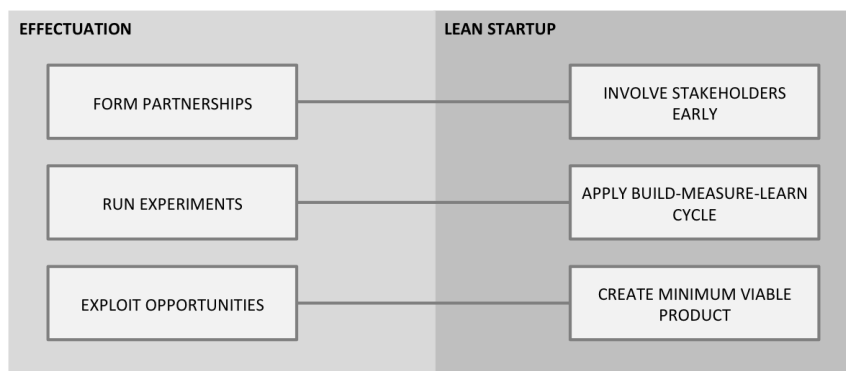 EFFECTUATION
LEAN STARTUP
FORM PARTNERSHIPS
INVOLVE STAKEHOLDERS
EARLY
RUN EXPERIMENTS
APPLY BUILD-MEASURE-LEARN
CYCLE
EXPLOIT OPPORTUNITIES
CREATE MINIMUM VIABLE
PRODUCT